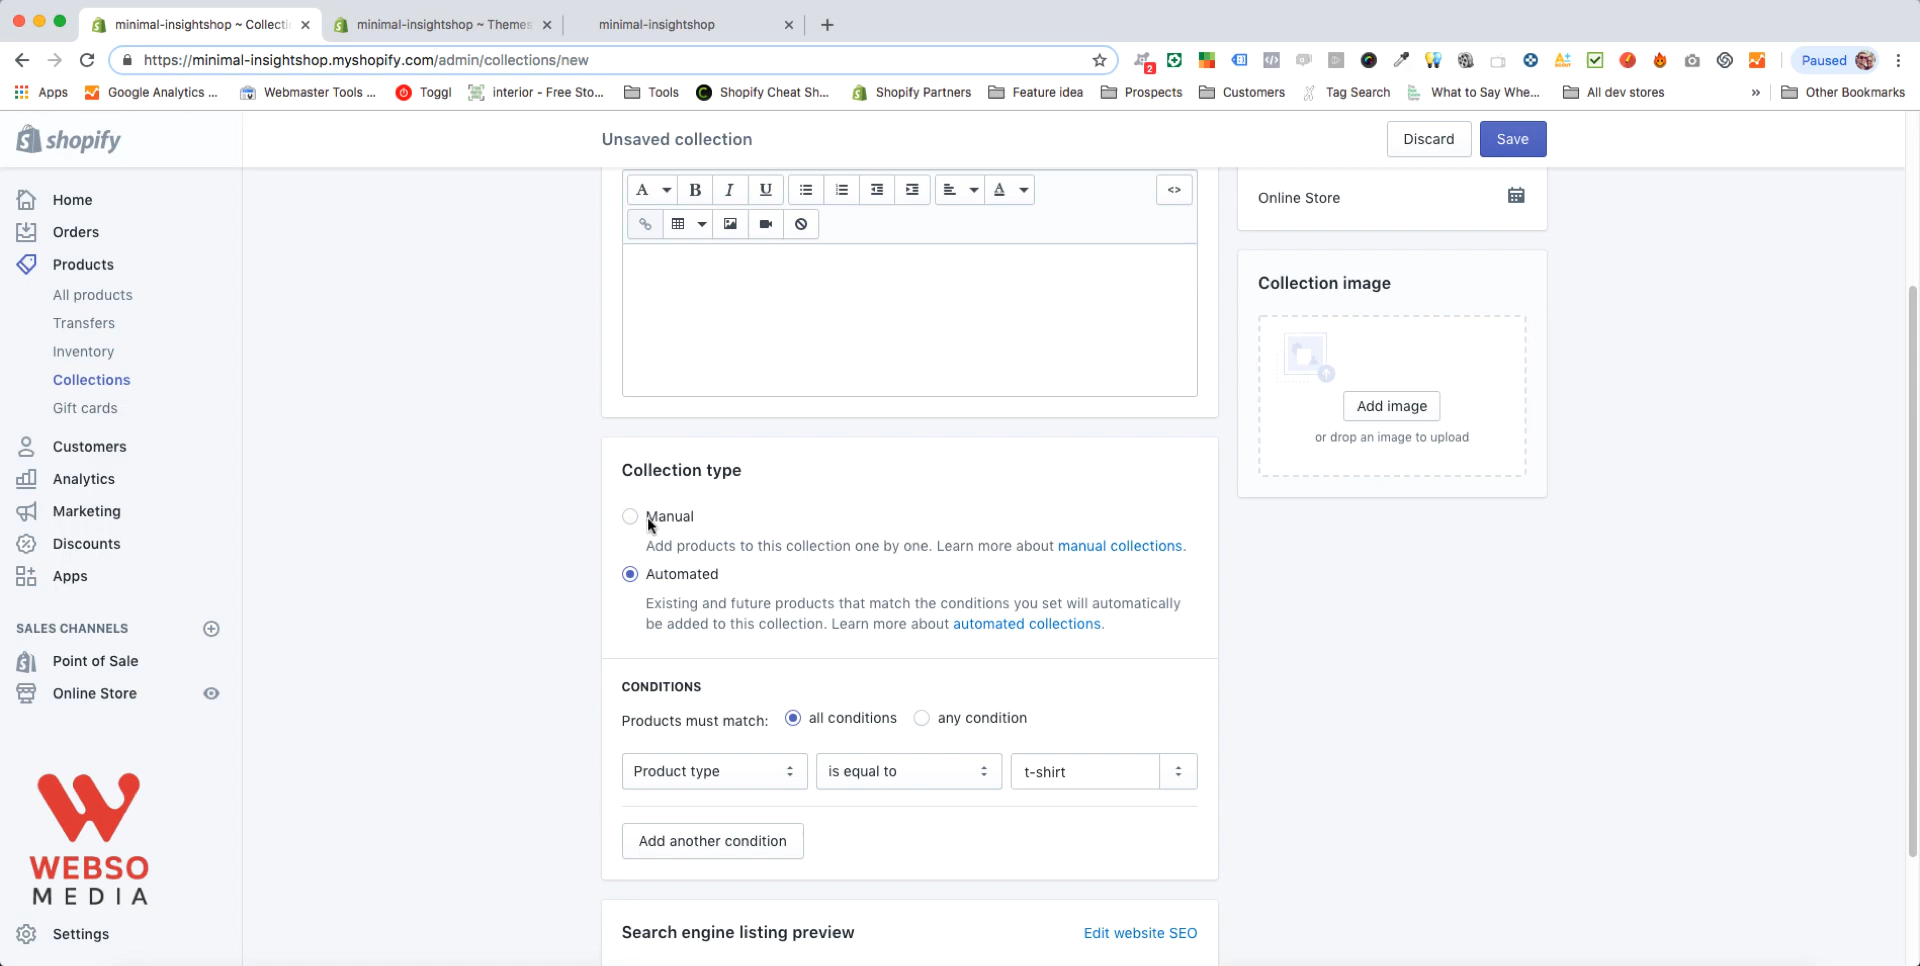 minimal-insightshop ~ Collecti
minimal-insightshop ~ Themes
minimal-insightshop
https://minimal-insightshop.myshopify.com/admin/collections/new
2
Paused
Apps
Google Analytics ...
Webmaster Tools ...
Toggl
interior - Free Sto...
Tools
Shopify Cheat Sh...
Shopify Partners
Feature idea
Prospects
Customers
Tag Search
What to Say Whe...
All dev stores
»
Other Bookmarks
shopify
Unsaved collection
Discard
Save
Home
Orders
Products
All products
Transfers
Inventory
Collections
Gift cards
Customers
Analytics
Marketing
Discounts
Apps
SALES CHANNELS
Point of Sale
Online Store
WEBSO
MEDIA
Settings
A B I U A <>
Online Store
Collection image
Add image
or drop an image to upload
Collection type
Manual
Add products to this collection one by one. Learn more about manual collections.
Automated
Existing and future products that match the conditions you set will automatically
be added to this collection. Learn more about automated collections.
CONDITIONS
Products must match: all conditions any condition
Product type is equal to t-shirt
Add another condition
Search engine listing preview Edit website SEO